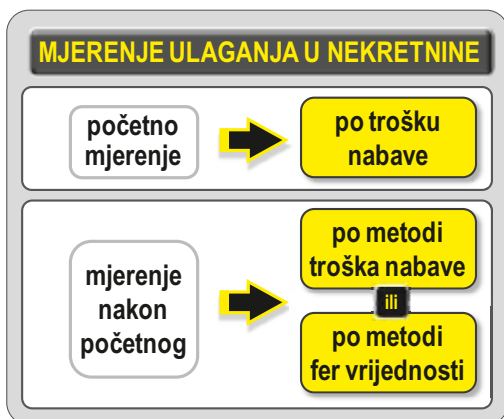 MJERENJE ULAGANJA U NEKRETNINE
početno
mjerenje
po trošku
nabave
mjerenje
nakon
početnog
po metodi
troška nabave
ili
po metodi
fer vrijednosti